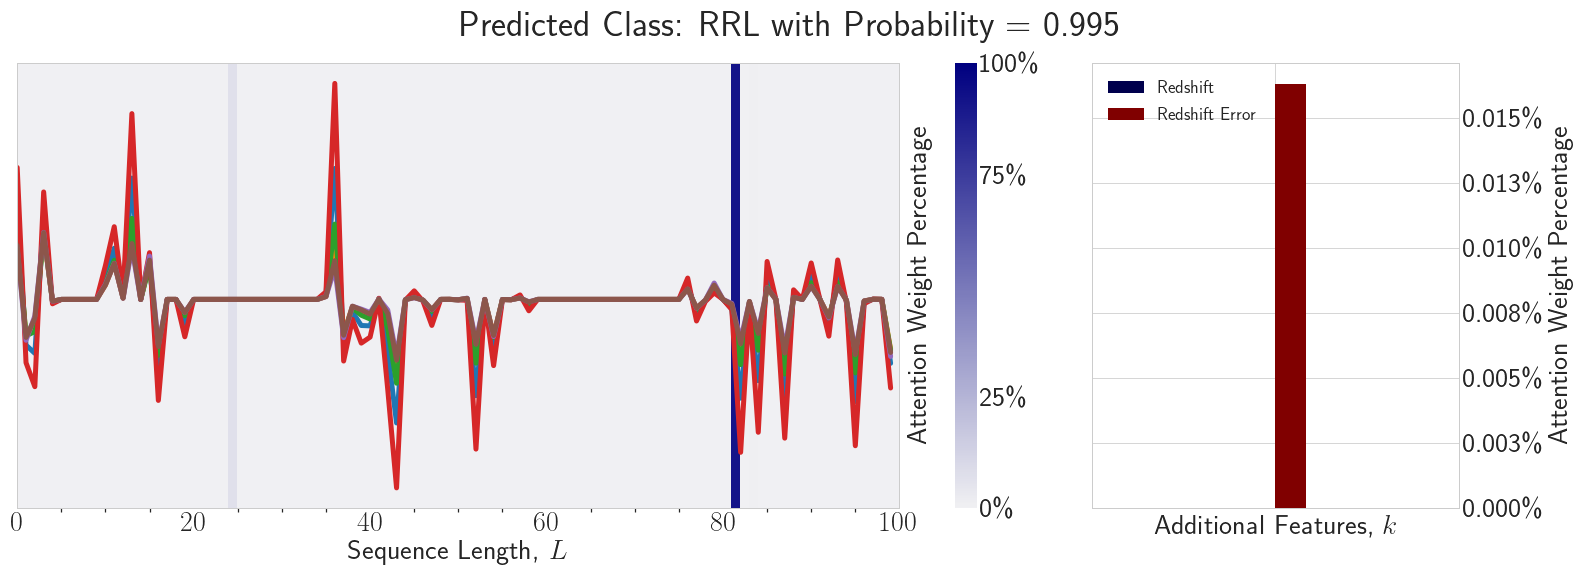 Predicted Class: RRL with Probability = 0.995
0
20
40
60
80
100
Sequence Length, L
100%
75%
25%
0%
Attention Weight Percentage
Redshift
Redshift Error
0.015%
0.013%
0.010%
0.008%
0.005%
0.003%
0.000%
Attention Weight Percentage
Additional Features, k